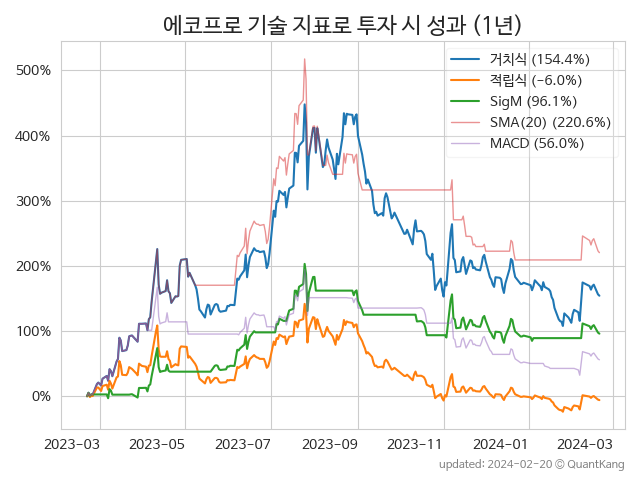 에코프로 기술 지표로 투자 시 성과 (1년)
거치식 (154.4%)
적립식 (−6.0%)
SigM (96.1%)
SMA(20) (220.6%)
MACD (56.0%)
500%
400%
300%
200%
100%
0%
2023-03 2023-05 2023-07 2023-09 2023-11 2024-01 2024-03
updated: 2024-02-20 © QuantKang